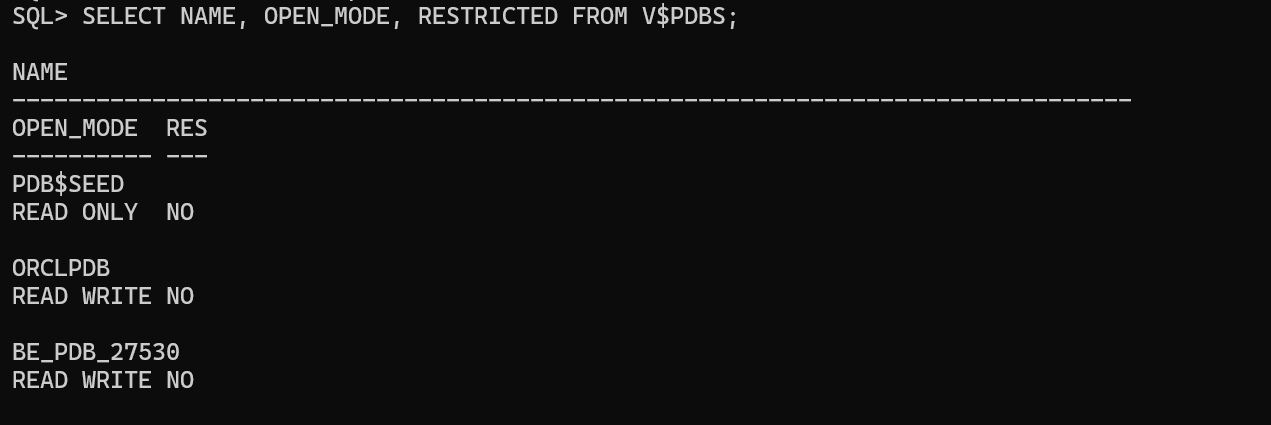 SQL> SELECT NAME, OPEN_MODE, RESTRICTED FROM V$PDBS;
NAME
--------------------------------------------------------------------------------
OPEN_MODE  RES
---------- ---
PDB$SEED
READ ONLY  NO
ORCLPDB
READ WRITE NO
BE_PDB_27530
READ WRITE NO